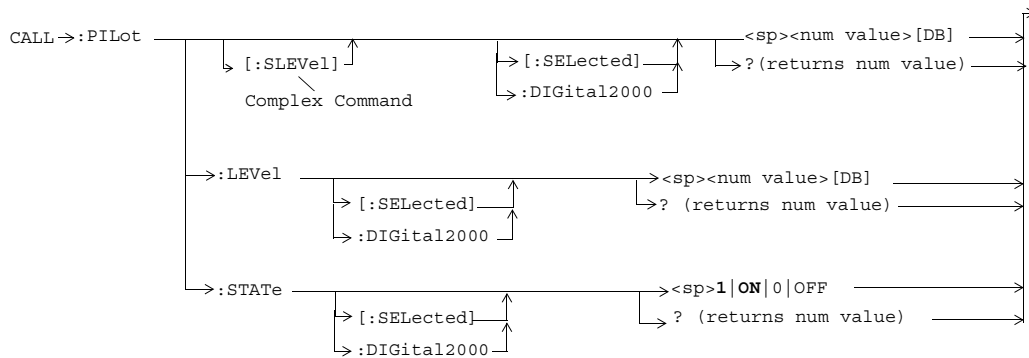 CALL :PILot <sp><num value>[DB]
[:SLEVel] [:SELected] ?(returns num value)
Complex Command :DIGital2000
:LEVel <sp><num value>[DB]
[:SELected] ? (returns num value)
:DIGital2000
:STATe <sp>1|ON|0|OFF
[:SELected] ? (returns num value)
:DIGital2000